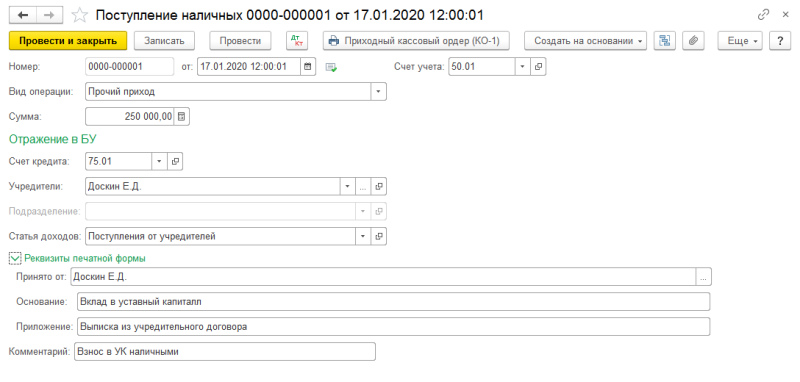 Поступление наличных 0000-000001 от 17.01.2020 12:00:01
Провести и закрыть Записать Провести Дт Кт Приходный кассовый ордер (КО-1) Создать на основании Еще ?
Номер: 0000-000001 от: 17.01.2020 12:00:01 Счет учета: 50.01
Вид операции: Прочий приход
Сумма: 250 000,00
Отражение в БУ
Счет кредита: 75.01
Учредители: Доскин Е.Д. ...
Подразделение:
Статья доходов: Поступления от учредителей
Реквизиты печатной формы
Принято от: Доскин Е.Д. ...
Основание: Вклад в уставный капиталл
Приложение: Выписка из учредительного договора
Комментарий: Взнос в УК наличными